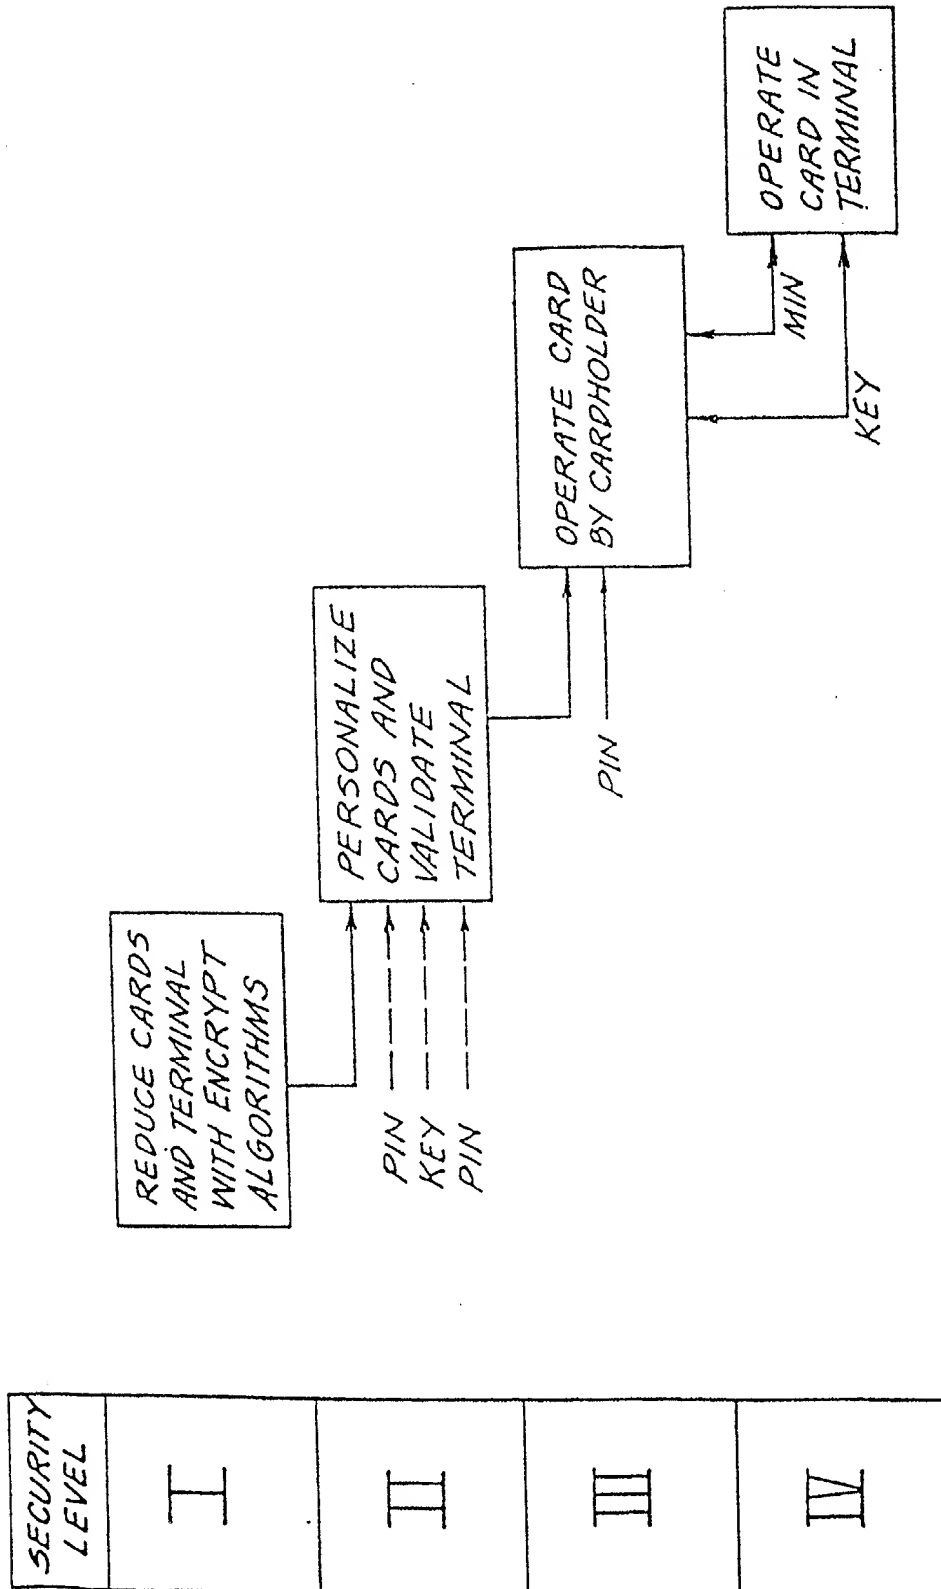 SECURITY
LEVEL
I
II
III
IV
REDUCE CARDS
AND TERMINAL
WITH ENCRYPT
ALGORITHMS
PIN
KEY
PIN
PERSONALIZE
CARDS AND
VALIDATE
TERMINAL
PIN
OPERATE CARD
BY CARDHOLDER
MIN
KEY
OPERATE
CARD IN
TERMINAL